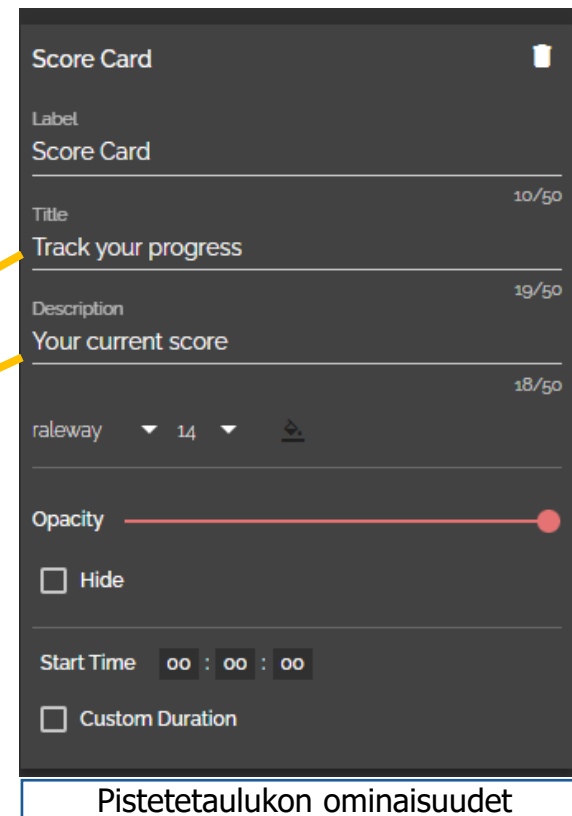 Score Card
Label
Score Card
10/50
Title
Track your progress
19/50
Description
Your current score
18/50
raleway 14
Opacity
Hide
Start Time 00 : 00 : 00
Custom Duration
Pistetetaulukon ominaisuudet